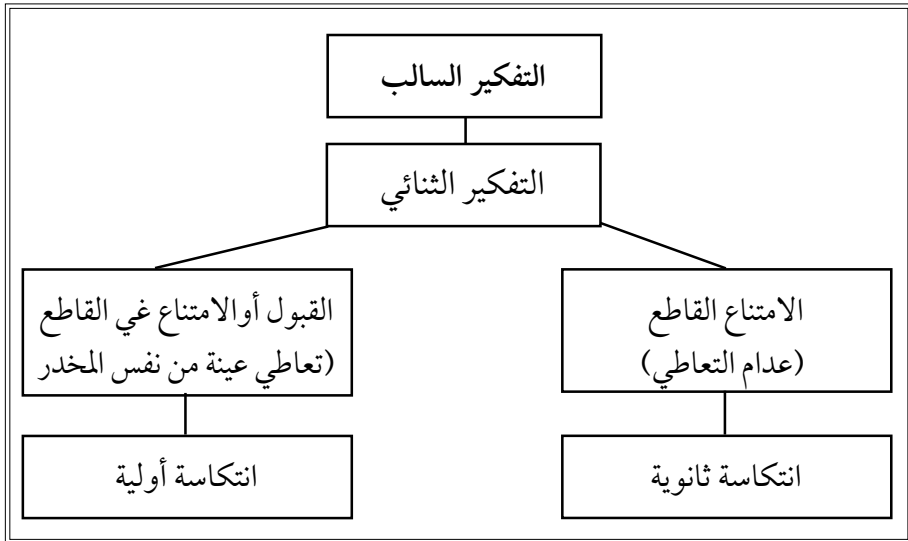 التفكير السالب
التفكير الثنائي
الامتناع القاطع
(عدام التعاطي)
القبول أوالامتناع غي القاطع
(تعاطي عينة من نفس المخدر
انتكاسة ثانوية
انتكاسة أولية